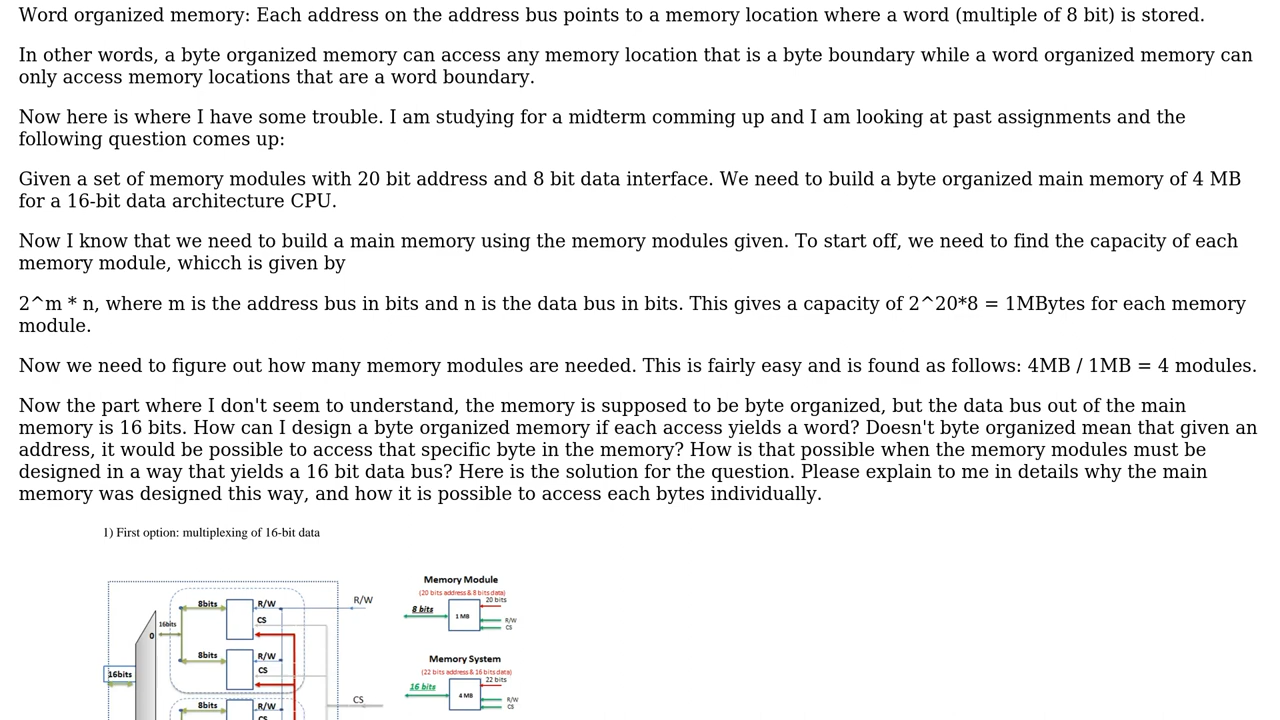 Word organized memory: Each address on the address bus points to a memory location where a word (multiple of 8 bit) is stored.
In other words, a byte organized memory can access any memory location that is a byte boundary while a word organized memory can
only access memory locations that are a word boundary.
Now here is where I have some trouble. I am studying for a midterm comming up and I am looking at past assignments and the
following question comes up:
Given a set of memory modules with 20 bit address and 8 bit data interface. We need to build a byte organized main memory of 4 MB
for a 16-bit data architecture CPU.
Now I know that we need to build a main memory using the memory modules given. To start off, we need to find the capacity of each
memory module, whicch is given by
2^m * n, where m is the address bus in bits and n is the data bus in bits. This gives a capacity of 2^20*8 = 1MBytes for each memory
module.
Now we need to figure out how many memory modules are needed. This is fairly easy and is found as follows: 4MB / 1MB = 4 modules.
Now the part where I don't seem to understand, the memory is supposed to be byte organized, but the data bus out of the main
memory is 16 bits. How can I design a byte organized memory if each access yields a word? Doesn't byte organized mean that given an
address, it would be possible to access that specific byte in the memory? How is that possible when the memory modules must be
designed in a way that yields a 16 bit data bus? Here is the solution for the question. Please explain to me in details why the main
memory was designed this way, and how it is possible to access each bytes individually.
1) First option: multiplexing of 16-bit data
8bits
R/W
CS
16bits
0
8bits
R/W
CS
16bits
8bits
R/W
CS
R/W
CS
Memory Module
(20 bits address & 8 bits data)
20 bits
8 bits
1 MB
R/W
CS
Memory System
(22 bits address & 16 bits data)
22 bits
16 bits
4 MB
R/W
CS